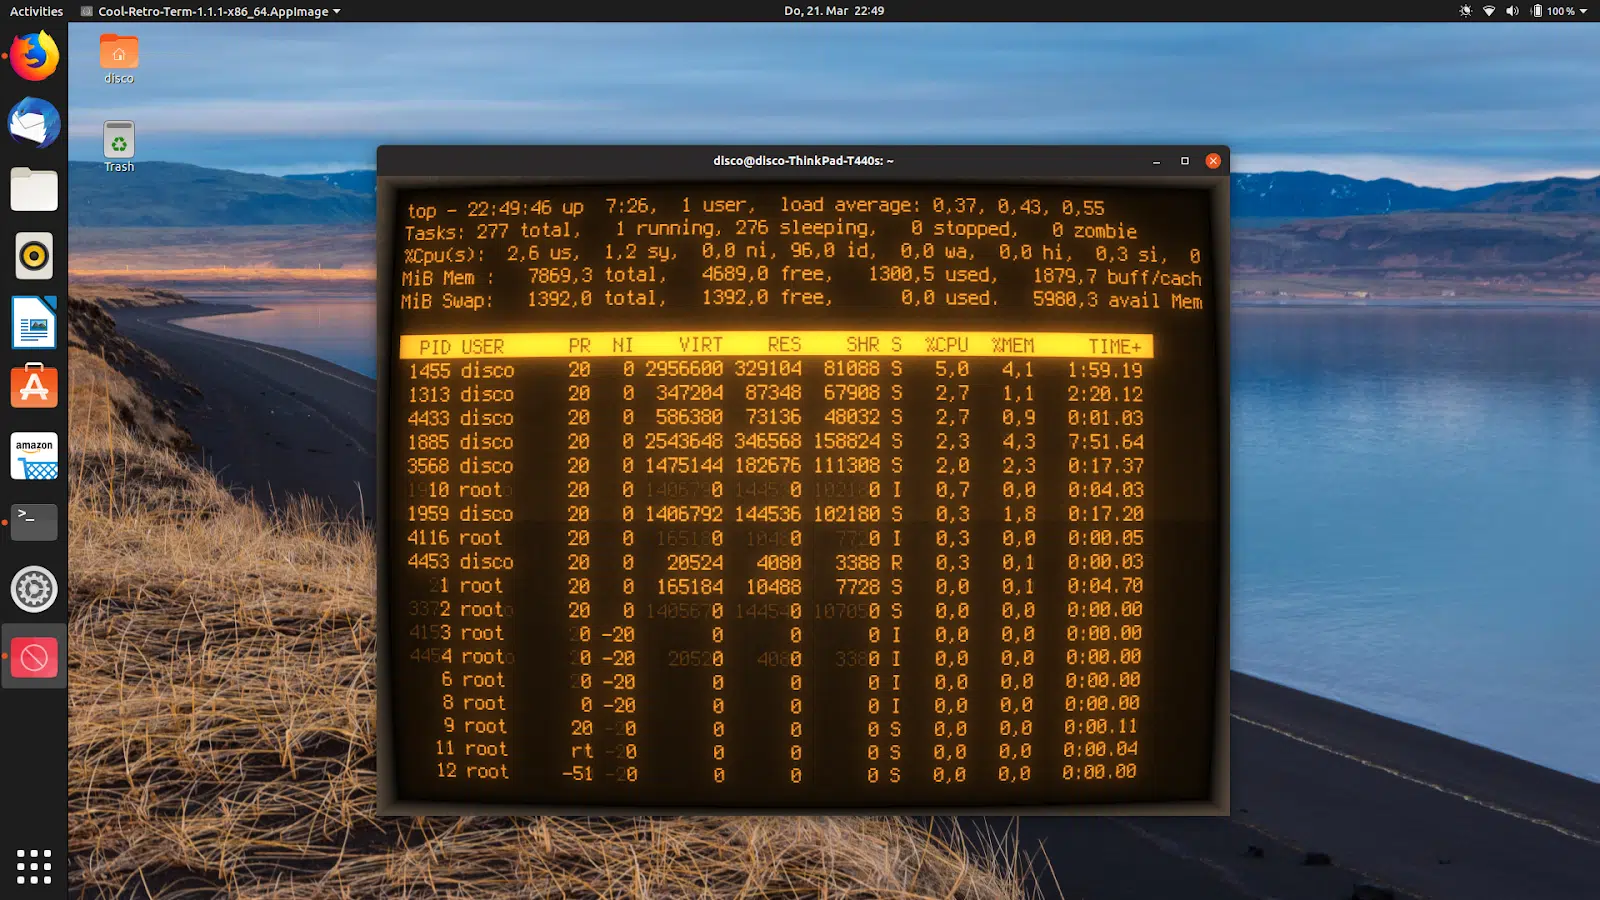 Activities Cool-Retro-Term-1.1.1-x86_64.AppImage Do, 21. Mar 22:49 100 %
disco
Trash
amazon
>_
disco@disco-ThinkPad-T440s: ~
top - 22:49:46 up 7:26, 1 user, load average: 0,37, 0,43, 0,55
Tasks: 277 total, 1 running, 276 sleeping, 0 stopped, 0 zombie
%Cpu(s): 2,6 us, 1,2 sy, 0,0 ni, 96,0 id, 0,0 wa, 0,0 hi, 0,3 si, 0
MiB Mem : 7869,3 total, 4689,0 free, 1300,5 used, 1879,7 buff/cach
MiB Swap: 1392,0 total, 1392,0 free, 0,0 used. 5980,3 avail Mem
PID USER PR NI VIRT RES SHR S %CPU %MEM TIME+
1455 disco 20 0 2956600 329104 81088 S 5,0 4,1 1:59.19
1313 disco 20 0 347204 87348 67908 S 2,7 1,1 2:20.12
4433 disco 20 0 586380 73136 48032 S 2,7 0,9 0:01.03
1885 disco 20 0 2543648 346568 158824 S 2,3 4,3 7:51.64
3568 disco 20 0 1475144 182676 111308 S 2,0 2,3 0:17.37
10 root 20 0 0 0 0 I 0,7 0,0 0:04.03
1959 disco 20 0 1406792 144536 102180 S 0,3 1,8 0:17.20
4116 root 20 0 0 0 0 I 0,3 0,0 0:00.05
4453 disco 20 0 20524 4080 3388 R 0,3 0,1 0:00.03
1 root 20 0 165184 10488 7728 S 0,0 0,1 0:04.70
2 root 20 0 0 0 0 S 0,0 0,0 0:00.00
3 root 0 -20 0 0 0 I 0,0 0,0 0:00.00
4 root 0 -20 0 0 0 I 0,0 0,0 0:00.00
6 root 0 -20 0 0 0 I 0,0 0,0 0:00.00
8 root 0 -20 0 0 0 I 0,0 0,0 0:00.00
9 root 20 0 0 0 0 S 0,0 0,0 0:00.11
11 root rt 0 0 0 0 S 0,0 0,0 0:00.04
12 root -51 0 0 0 0 S 0,0 0,0 0:00.00